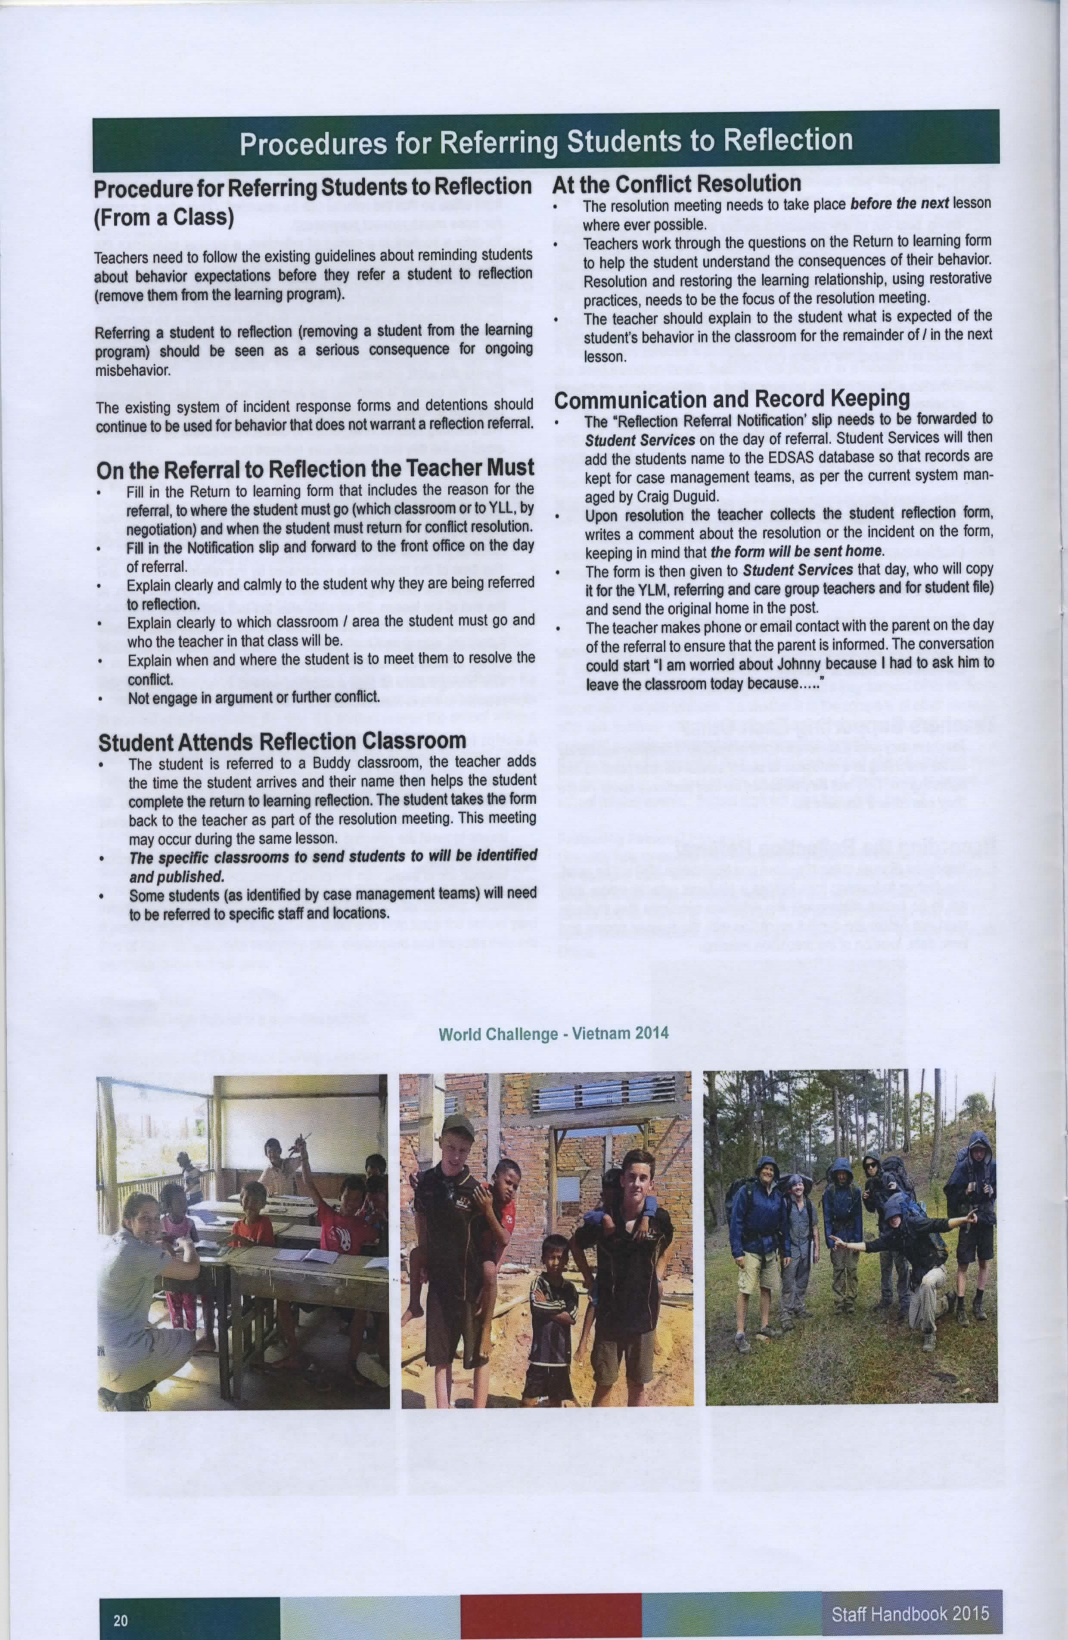 Procedures for Referring Students to Reflection
Procedure for Referring Students to Reflection
(From a Class)
Teachers need to follow the existing guidelines about reminding students
about behavior expectations before they refer a student to reflection
(remove them from the learning program).
Referring a student to reflection (removing a student from the learning
program) should be seen as a serious consequence for ongoing
misbehavior.
The existing system of incident response forms and detentions should
continue to be used for behavior that does not warrant a reflection referral.
On the Referral to Reflection the Teacher Must
• Fill in the Return to learning form that includes the reason for the
referral, to where the student must go (which classroom or to YLL, by
negotiation) and when the student must return for conflict resolution.
• Fill in the Notification slip and forward to the front office on the day
of referral.
• Explain clearly and calmly to the student why they are being referred
to reflection.
• Explain clearly to which classroom / area the student must go and
who the teacher in that class will be.
• Explain when and where the student is to meet them to resolve the
conflict.
• Not engage in argument or further conflict.
Student Attends Reflection Classroom
• The student is referred to a Buddy classroom, the teacher adds
the time the student arrives and their name then helps the student
complete the return to learning reflection. The student takes the form
back to the teacher as part of the resolution meeting. This meeting
may occur during the same lesson.
• The specific classrooms to send students to will be identified
and published.
• Some students (as identified by case management teams) will need
to be referred to specific staff and locations.
At the Conflict Resolution
• The resolution meeting needs to take place before the next lesson
where ever possible.
• Teachers work through the questions on the Return to learning form
to help the student understand the consequences of their behavior.
Resolution and restoring the learning relationship, using restorative
practices, needs to be the focus of the resolution meeting.
• The teacher should explain to the student what is expected of the
student's behavior in the classroom for the remainder of / in the next
lesson.
Communication and Record Keeping
• The "Reflection Referral Notification' slip needs to be forwarded to
Student Services on the day of referral. Student Services will then
add the students name to the EDSAS database so that records are
kept for case management teams, as per the current system man-
aged by Craig Duguid.
• Upon resolution the teacher collects the student reflection form,
writes a comment about the resolution or the incident on the form,
keeping in mind that the form will be sent home.
• The form is then given to Student Services that day, who will copy
it for the YLM, referring and care group teachers and for student file)
and send the original home in the post.
• The teacher makes phone or email contact with the parent on the day
of the referral to ensure that the parent is informed. The conversation
could start "I am worried about Johnny because I had to ask him to
leave the classroom today because....."
World Challenge - Vietnam 2014
20
Staff Handbook 2015